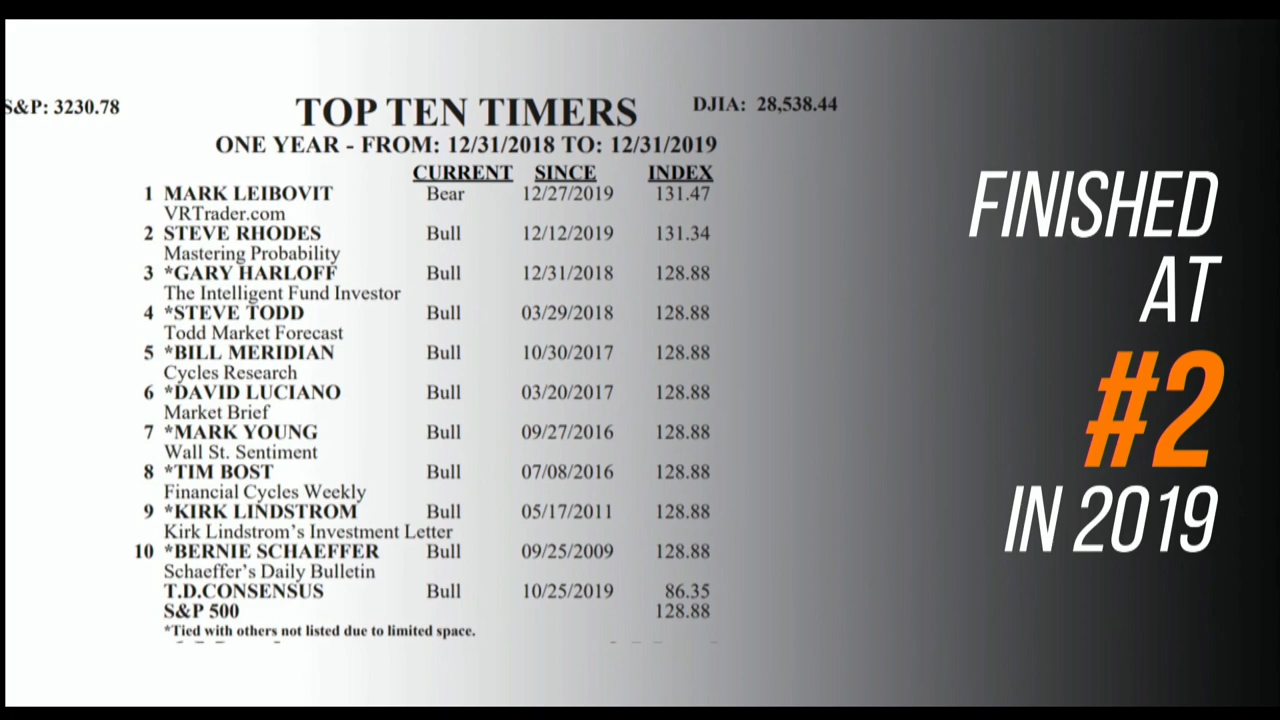 S&P: 3230.78
TOP TEN TIMERS
DJIA: 28,538.44
ONE YEAR - FROM: 12/31/2018 TO: 12/31/2019
CURRENT SINCE INDEX
1 MARK LEIBOVIT Bear 12/27/2019 131.47
VRTrader.com
2 STEVE RHODES Bull 12/12/2019 131.34
Mastering Probability
3 *GARY HARLOFF Bull 12/31/2018 128.88
The Intelligent Fund Investor
4 *STEVE TODD Bull 03/29/2018 128.88
Todd Market Forecast
5 *BILL MERIDIAN Bull 10/30/2017 128.88
Cycles Research
6 *DAVID LUCIANO Bull 03/20/2017 128.88
Market Brief
7 *MARK YOUNG Bull 09/27/2016 128.88
Wall St. Sentiment
8 *TIM BOST Bull 07/08/2016 128.88
Financial Cycles Weekly
9 *KIRK LINDSTROM Bull 05/17/2011 128.88
Kirk Lindstrom's Investment Letter
10 *BERNIE SCHAEFFER Bull 09/25/2009 128.88
Schaeffer's Daily Bulletin
T.D.CONSENSUS Bull 10/25/2019 86.35
S&P 500 128.88
*Tied with others not listed due to limited space.
FINISHED
AT
#2
IN 2019